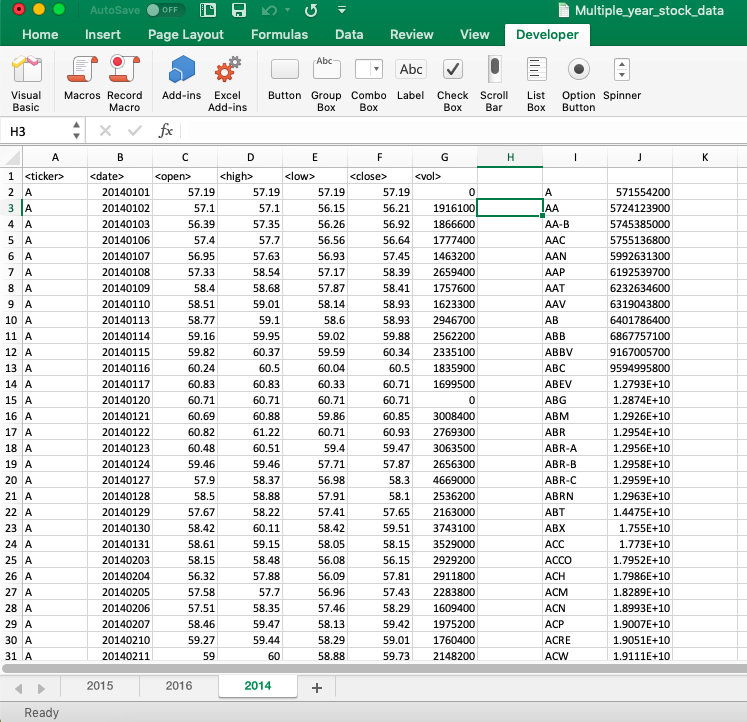 AutoSave OFF Multiple_year_stock_data
Home Insert Page Layout Formulas Data Review View Developer
Abc Abc
Visual Basic Macros Record Macro Add-ins Excel Add-ins Button Group Box Combo Box Label Check Box Scroll Bar List Box Option Button Spinner
H3 fx
A B C D E F G H I J K
1 <ticker> <date> <open> <high> <low> <close> <vol>
2 A 20140101 57.19 57.19 57.19 57.19 0 A 571554200
3 A 20140102 57.1 57.1 56.15 56.21 1916100 AA 5724123900
4 A 20140103 56.39 57.35 56.26 56.92 1866600 AA-B 5745385000
5 A 20140106 57.4 57.7 56.56 56.64 1777400 AAC 5755136800
6 A 20140107 56.95 57.63 56.93 57.45 1463200 AAN 5992631300
7 A 20140108 57.33 58.54 57.17 58.39 2659400 AAP 6192539700
8 A 20140109 58.4 58.68 57.87 58.41 1757600 AAT 6232634600
9 A 20140110 58.51 59.01 58.14 58.93 1623300 AAV 6319043800
10 A 20140113 58.77 59.1 58.6 58.93 2946700 AB 6401786400
11 A 20140114 59.16 59.95 59.02 59.88 2562200 ABB 6867757100
12 A 20140115 59.82 60.37 59.59 60.34 2335100 ABBV 9167005700
13 A 20140116 60.24 60.5 60.04 60.5 1835900 ABC 9594995800
14 A 20140117 60.83 60.83 60.33 60.71 1699500 ABEV 1.2793E+10
15 A 20140120 60.71 60.71 60.71 60.71 0 ABG 1.2874E+10
16 A 20140121 60.69 60.88 59.86 60.85 3008400 ABM 1.2926E+10
17 A 20140122 60.82 61.22 60.71 60.93 2769300 ABR 1.2954E+10
18 A 20140123 60.48 60.51 59.4 59.47 3063500 ABR-A 1.2956E+10
19 A 20140124 59.46 59.46 57.71 57.87 2656300 ABR-B 1.2958E+10
20 A 20140127 57.9 58.37 56.98 58.3 4669000 ABR-C 1.2959E+10
21 A 20140128 58.5 58.88 57.91 58.1 2536200 ABRN 1.2963E+10
22 A 20140129 57.67 58.22 57.41 57.65 2163000 ABT 1.4475E+10
23 A 20140130 58.42 60.11 58.42 59.51 3743100 ABX 1.755E+10
24 A 20140131 58.61 59.15 58.05 58.15 3529000 ACC 1.773E+10
25 A 20140203 58.15 58.48 56.08 56.15 2929200 ACCO 1.7952E+10
26 A 20140204 56.32 57.88 56.09 57.81 2911800 ACH 1.7986E+10
27 A 20140205 57.58 57.7 56.96 57.43 2283800 ACM 1.8289E+10
28 A 20140206 57.51 58.35 57.46 58.29 1609400 ACN 1.8993E+10
29 A 20140207 58.46 59.47 58.13 59.42 1975200 ACP 1.9007E+10
30 A 20140210 59.27 59.44 58.29 59.01 1760400 ACRE 1.9051E+10
31 A 20140211 59 60 58.88 59.73 2148200 ACW 1.9111E+10
2015 2016 2014 +
Ready